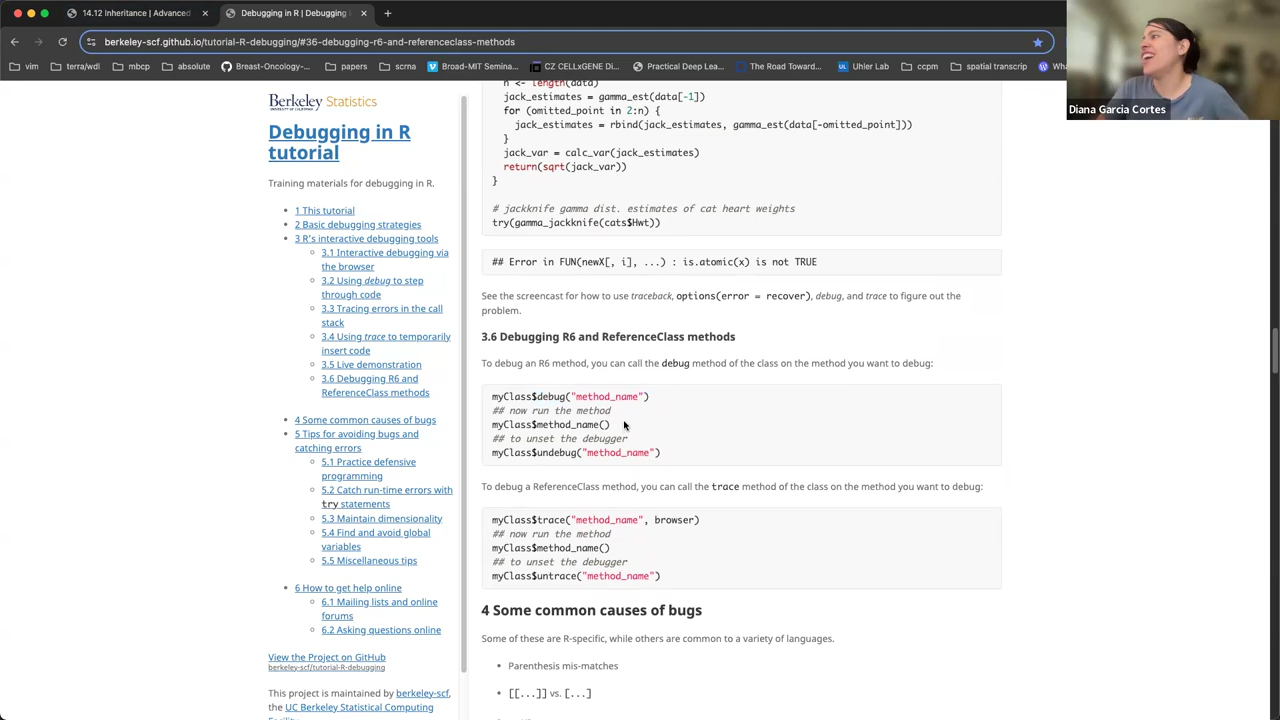 14.12 Inheritance | Advanced
Debugging in R | Debugging in
berkeley-scf.github.io/tutorial-R-debugging/#36-debugging-r6-and-referenceclass-methods
vim
terra/wdl
mbcp
absolute
Breast-Oncology-...
papers
scrna
Broad-MIT Semina...
CZ CELLxGENE Di...
Practical Deep Lea...
The Road Toward...
Uhler Lab
ccpm
spatial transcrip
Wha
Diana Garcia Cortes
Berkeley Statistics
Debugging in R
tutorial
Training materials for debugging in R.
1 This tutorial
2 Basic debugging strategies
3 R's interactive debugging tools
3.1 Interactive debugging via
the browser
3.2 Using debug to step
through code
3.3 Tracing errors in the call
stack
3.4 Using trace to temporarily
insert code
3.5 Live demonstration
3.6 Debugging R6 and
ReferenceClass methods
4 Some common causes of bugs
5 Tips for avoiding bugs and
catching errors
5.1 Practice defensive
programming
5.2 Catch run-time errors with
try statements
5.3 Maintain dimensionality
5.4 Find and avoid global
variables
5.5 Miscellaneous tips
6 How to get help online
6.1 Mailing lists and online
forums
6.2 Asking questions online
View the Project on GitHub
berkeley-scf/tutorial-R-debugging
This project is maintained by berkeley-scf,
the UC Berkeley Statistical Computing
n <- length(data)
jack_estimates = gamma_est(data[-1])
for (omitted_point in 2:n) {
jack_estimates = rbind(jack_estimates, gamma_est(data[-omitted_point]))
}
jack_var = calc_var(jack_estimates)
return(sqrt(jack_var))
}
# jackknife gamma dist. estimates of cat heart weights
try(gamma_jackknife(cats$Hwt))
## Error in FUN(newX[, i], ...) : is.atomic(x) is not TRUE
See the screencast for how to use traceback, options(error = recover), debug, and trace to figure out the
problem.
3.6 Debugging R6 and ReferenceClass methods
To debug an R6 method, you can call the debug method of the class on the method you want to debug:
myClass$debug("method_name")
## now run the method
myClass$method_name()
## to unset the debugger
myClass$undebug("method_name")
To debug a ReferenceClass method, you can call the trace method of the class on the method you want to debug:
myClass$trace("method_name", browser)
## now run the method
myClass$method_name()
## to unset the debugger
myClass$untrace("method_name")
4 Some common causes of bugs
Some of these are R-specific, while others are common to a variety of languages.
Parenthesis mis-matches
[[...]] vs. [...]